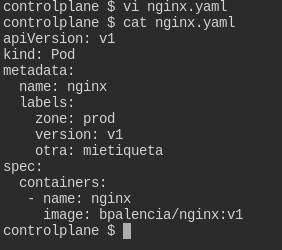 controlplane $ vi nginx.yaml
controlplane $ cat nginx.yaml
apiVersion: v1
kind: Pod
metadata:
  name: nginx
  labels:
    zone: prod
    version: v1
    otra: mietiqueta
spec:
  containers:
   - name: nginx
     image: bpalencia/nginx:v1
controlplane $